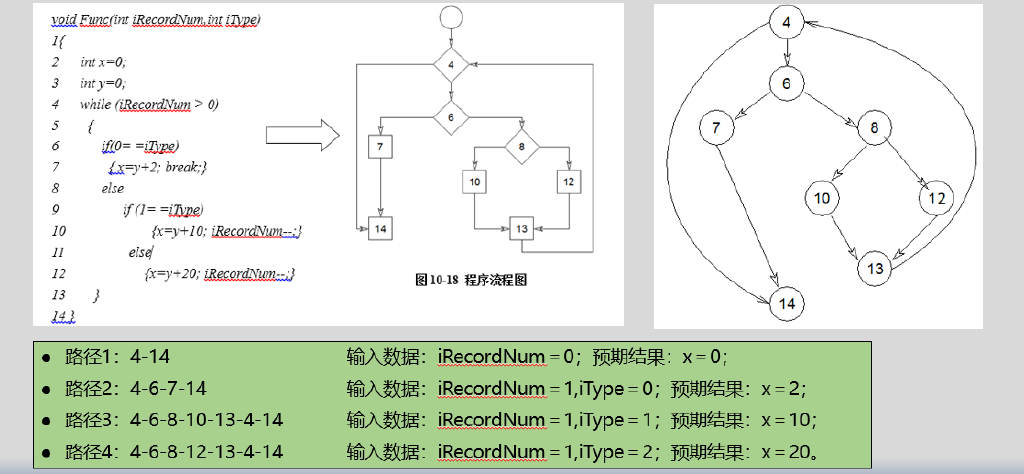 void Func(int iRecordNum,int iType)
1{
2 int x=0;
3 int y=0;
4 while (iRecordNum > 0)
5 {
6 if(0= =iType)
7 {x=y+2; break;}
8 else
9 if (1= =iType)
10 {x=y+10; iRecordNum--;}
11 else
12 {x=y+20; iRecordNum--;}
13 }
14}
4
6
7
8
10
12
14
13
图10-18 程序流程图
4
6
7
8
10
12
13
14
● 路径1：4-14 输入数据：iRecordNum = 0；预期结果：x = 0；
● 路径2：4-6-7-14 输入数据：iRecordNum = 1,iType = 0；预期结果：x = 2；
● 路径3：4-6-8-10-13-4-14 输入数据：iRecordNum = 1,iType = 1；预期结果：x = 10；
● 路径4：4-6-8-12-13-4-14 输入数据：iRecordNum = 1,iType = 2；预期结果：x = 20。